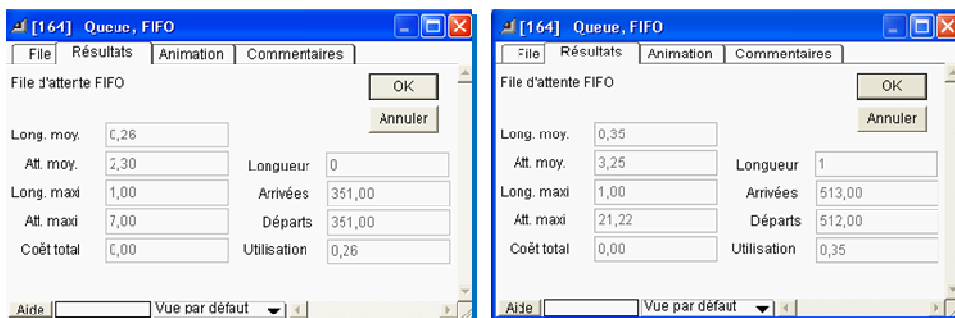 [164] Queue, FIFO
File Résultats Animation Commentaires
File d'attente FIFO
OK
Annuler
Long. moy. 0,26
Att. moy. 2,30 Longueur 0
Long. maxi 1,00 Arrivées 351,00
Att. maxi 7,00 Départs 351,00
Coêt total 0,00 Utilisation 0,26
Aide Vue par défaut
[164] Queue, FIFO
File Résultats Animation Commentaires
File d'attente FIFO
OK
Annuler
Long. moy. 0,35
Att. moy. 3,25 Longueur 1
Long. maxi 1,00 Arrivées 513,00
Att. maxi 21,22 Départs 512,00
Coêt total 0,00 Utilisation 0,35
Aide Vue par défaut